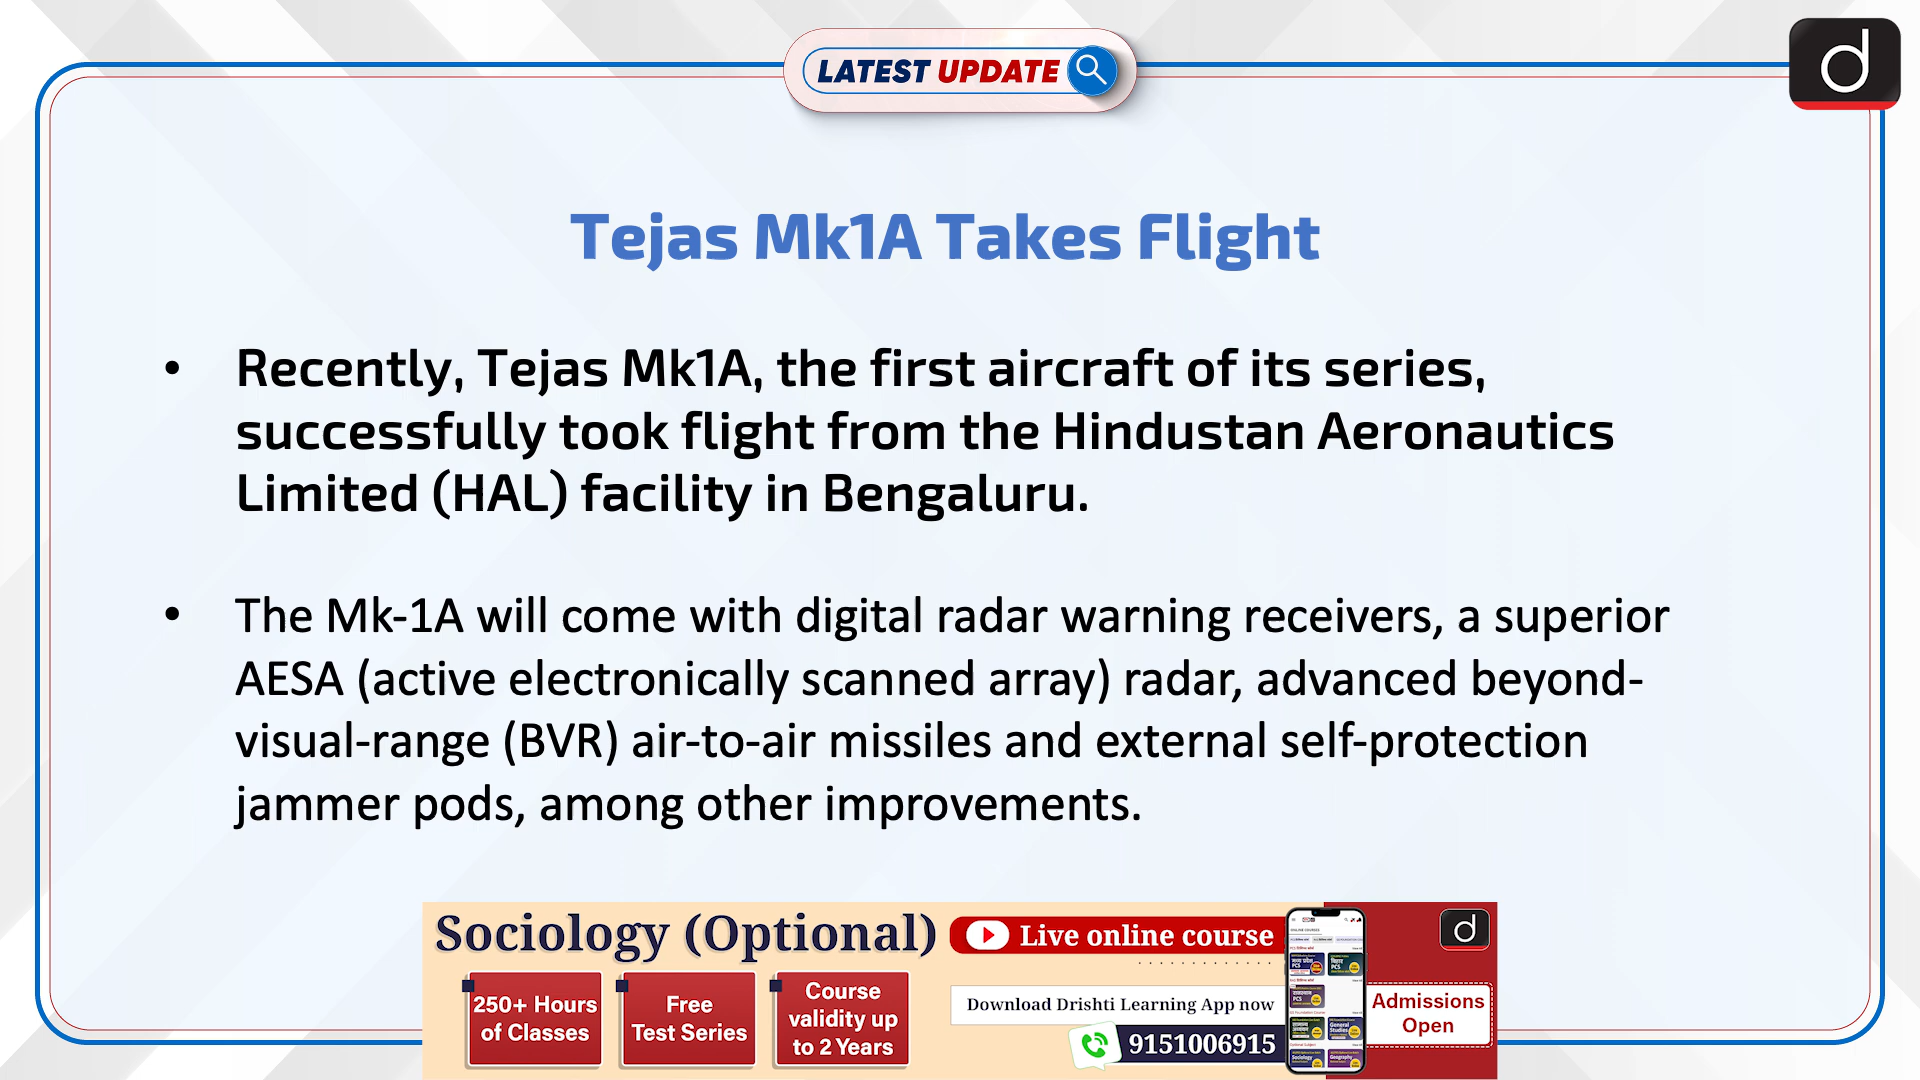 LATEST UPDATE
d
Tejas Mk1A Takes Flight
• Recently, Tejas Mk1A, the first aircraft of its series,
successfully took flight from the Hindustan Aeronautics
Limited (HAL) facility in Bengaluru.
• The Mk-1A will come with digital radar warning receivers, a superior
AESA (active electronically scanned array) radar, advanced beyond-
visual-range (BVR) air-to-air missiles and external self-protection
jammer pods, among other improvements.
Sociology (Optional)
250+ Hours
of Classes
Free
Test Series
Course
validity up
to 2 Years
Live online course
Download Drishti Learning App now
9151006915
d
Admissions
Open